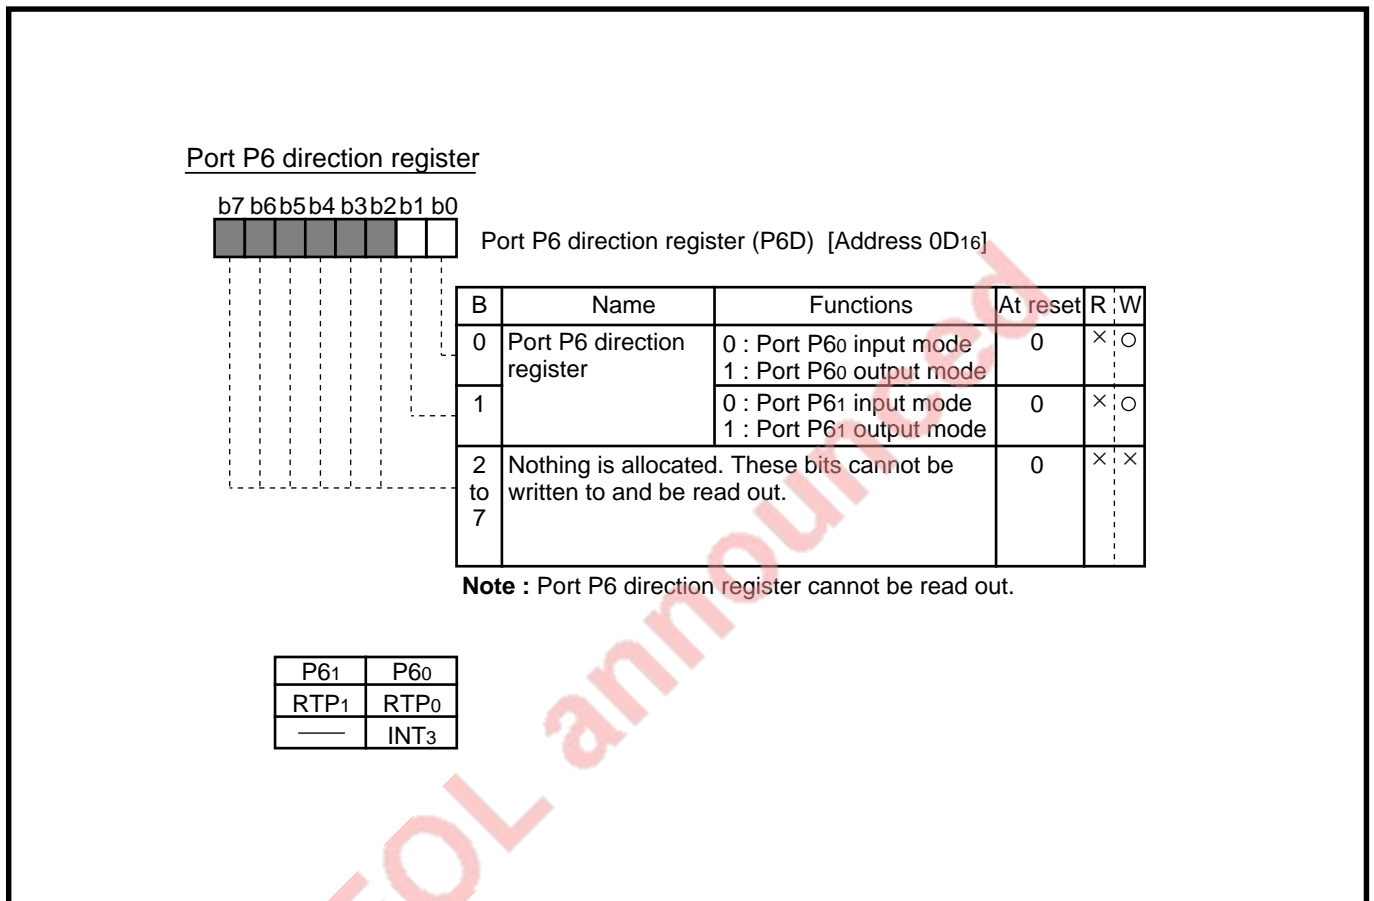 Port P6 direction register
b7 b6 b5 b4 b3 b2 b1 b0
Port P6 direction register (P6D) [Address 0D16]
B Name Functions At reset R W
0 Port P6 direction register 0 : Port P60 input mode 0 × ○
1 : Port P60 output mode
1 0 : Port P61 input mode 0 × ○
1 : Port P61 output mode
2 to 7 Nothing is allocated. These bits cannot be 0 × ×
written to and be read out.
Note : Port P6 direction register cannot be read out.
P61 P60
RTP1 RTP0
— INT3
EOL announced